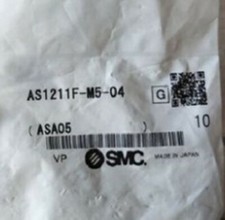 AS1211F-M5-04
G
(ASA05 ) 10
VP SMC. MADE IN JAPAN